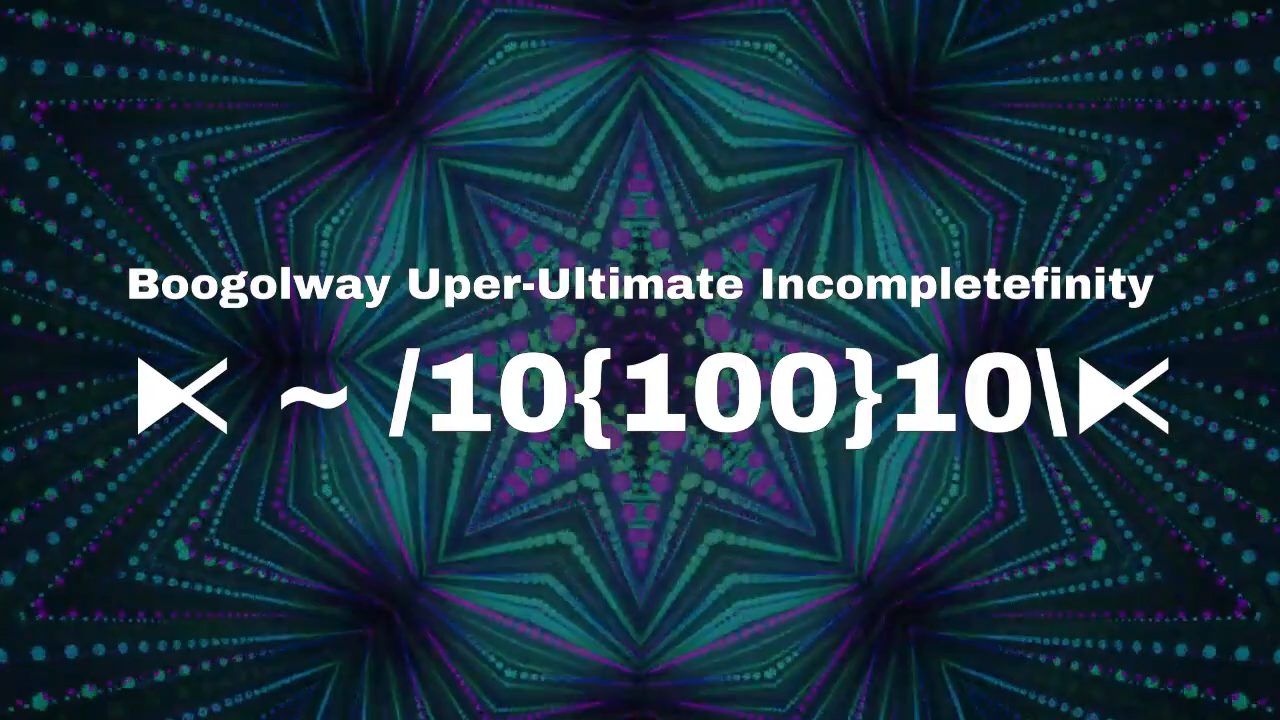 Boogolway Uper-Ultimate Incompletefinity
⧔ ~ /10{100}10\⧔